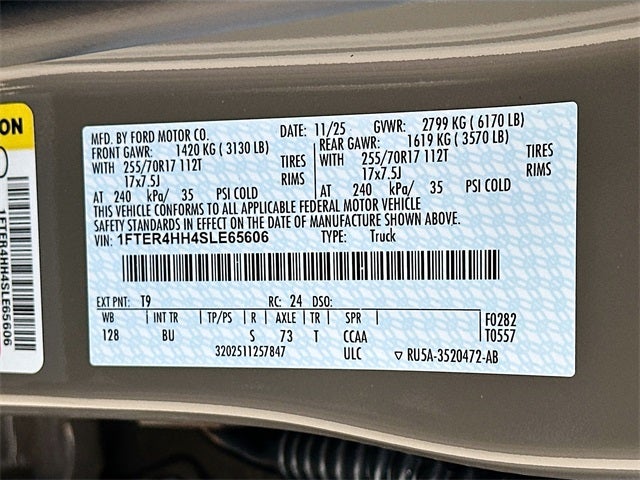 ON
1FTER4HH4SLE65606
MFD. BY FORD MOTOR CO.
DATE: 11/25 GVWR: 2799 KG ( 6170 LB)
FRONT GAWR: 1420 KG ( 3130 LB)
REAR GAWR: 1619 KG ( 3570 LB)
WITH 255/70R17 112T TIRES
17x7.5J RIMS
AT 240 kPa/ 35 PSI COLD
WITH 255/70R17 112T TIRES
17x7.5J RIMS
AT 240 kPa/ 35 PSI COLD
THIS VEHICLE CONFORMS TO ALL APPLICABLE FEDERAL MOTOR VEHICLE
SAFETY STANDARDS IN EFFECT ON THE DATE OF MANUFACTURE SHOWN ABOVE.
VIN: 1FTER4HH4SLE65606 TYPE: Truck
EXT PNT: T9 RC: 24 DSO:
WB INT TR TP/PS R AXLE TR SPR
128 BU S 73 T CCAA
F0282
T0557
3202511257847 ULC ▽ RU5A-3520472-AB